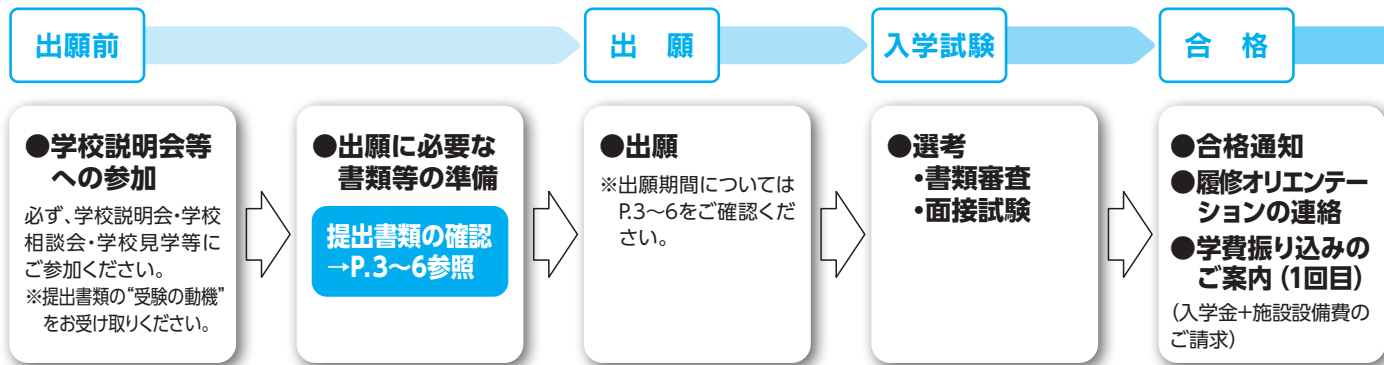 出願前
出　願
入学試験
合　格
●学校説明会等
への参加
必ず、学校説明会・学校
相談会・学校見学等に
ご参加ください。
※提出書類の“受験の動機”
をお受け取りください。
●出願に必要な
書類等の準備
提出書類の確認
→P.3～6参照
●出願
※出願期間については
P.3～6をご確認くだ
さい。
●選考
・書類審査
・面接試験
●合格通知
●履修オリエンテー
ションの連絡
●学費振り込みの
ご案内（1回目）
（入学金+施設設備費の
ご請求）